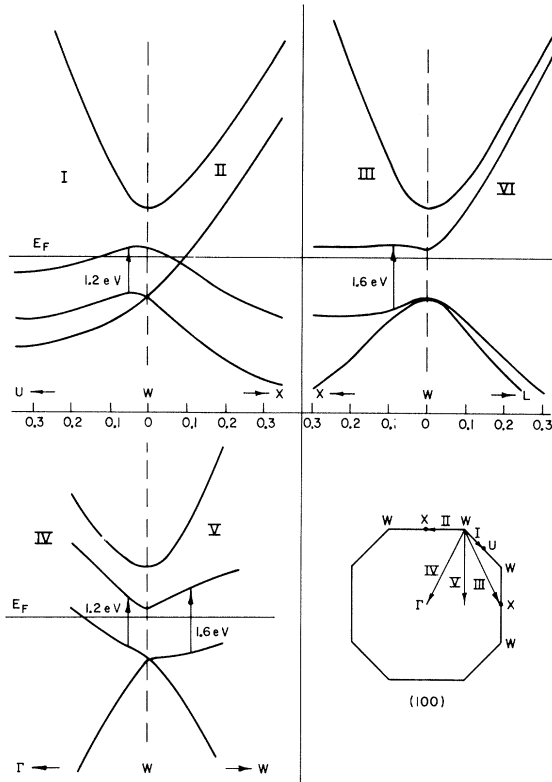 I
II
E_F
1.2 eV
U
W
X
0.3 0.2 0.1 0 0.1 0.2 0.3
III
VI
1.6 eV
X
W
L
0.3 0.2 0.1 0 0.1 0.2 0.3
IV
V
E_F
1.2 eV
1.6 eV
Γ
W
W
W
X
II
W
I
U
W
IV
V
III
Γ
X
W
(100)